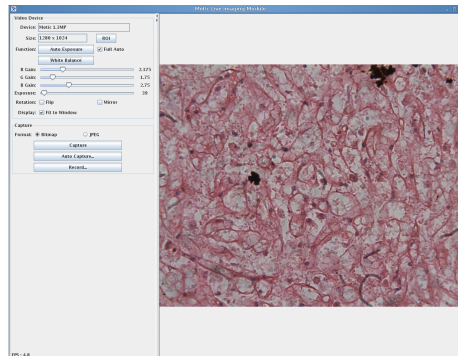 Motic Live Imaging Module
Video Device
Device: Motic 1.3MP
Size: 1280 x 1024 ROI
Function: Auto Exposure Full Auto
White Balance
R Gain: 2.375
G Gain: 1.75
B Gain: 2.75
Exposure: 30
Rotation: Flip Mirror
Display: Fit to Window
Capture
Format: Bitmap JPEG
Capture
Auto Capture...
Record...
FPS : 4.8